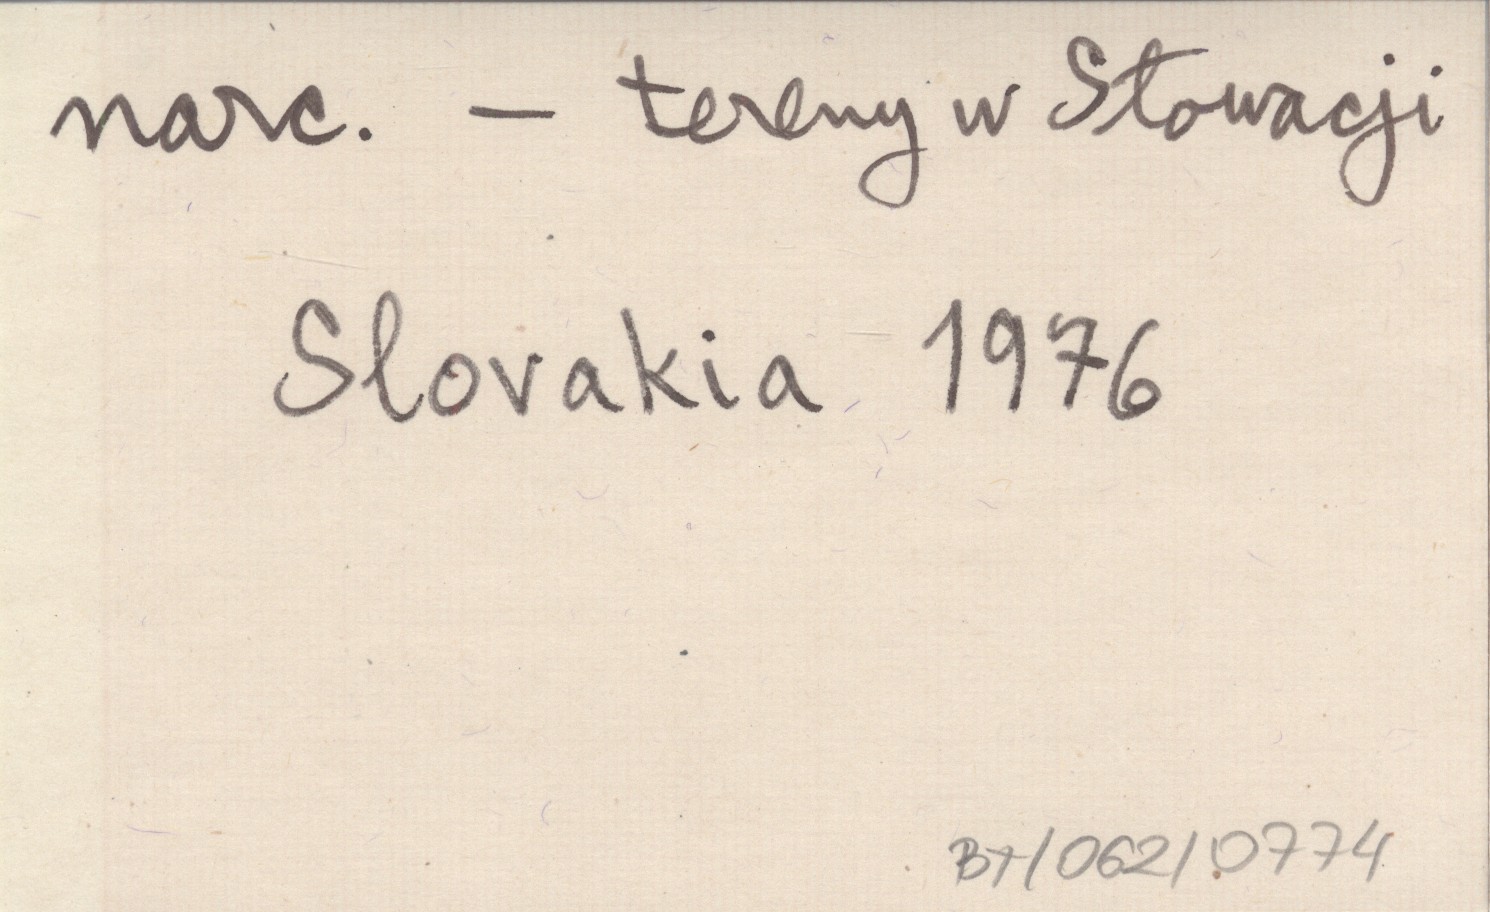 narc. – tereny w Słowacji
Slovakia 1976
BT/062/0774